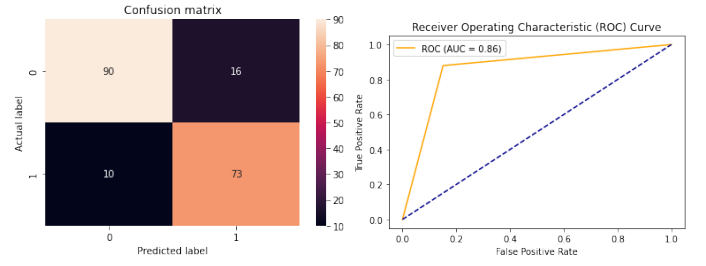 Confusion matrix
90 16
10 73
0
1
Actual label
0 1
Predicted label
90
80
70
60
50
40
30
20
10
Receiver Operating Characteristic (ROC) Curve
ROC (AUC = 0.86)
1.0
0.8
0.6
0.4
0.2
0.0
True Positive Rate
0.0 0.2 0.4 0.6 0.8 1.0
False Positive Rate